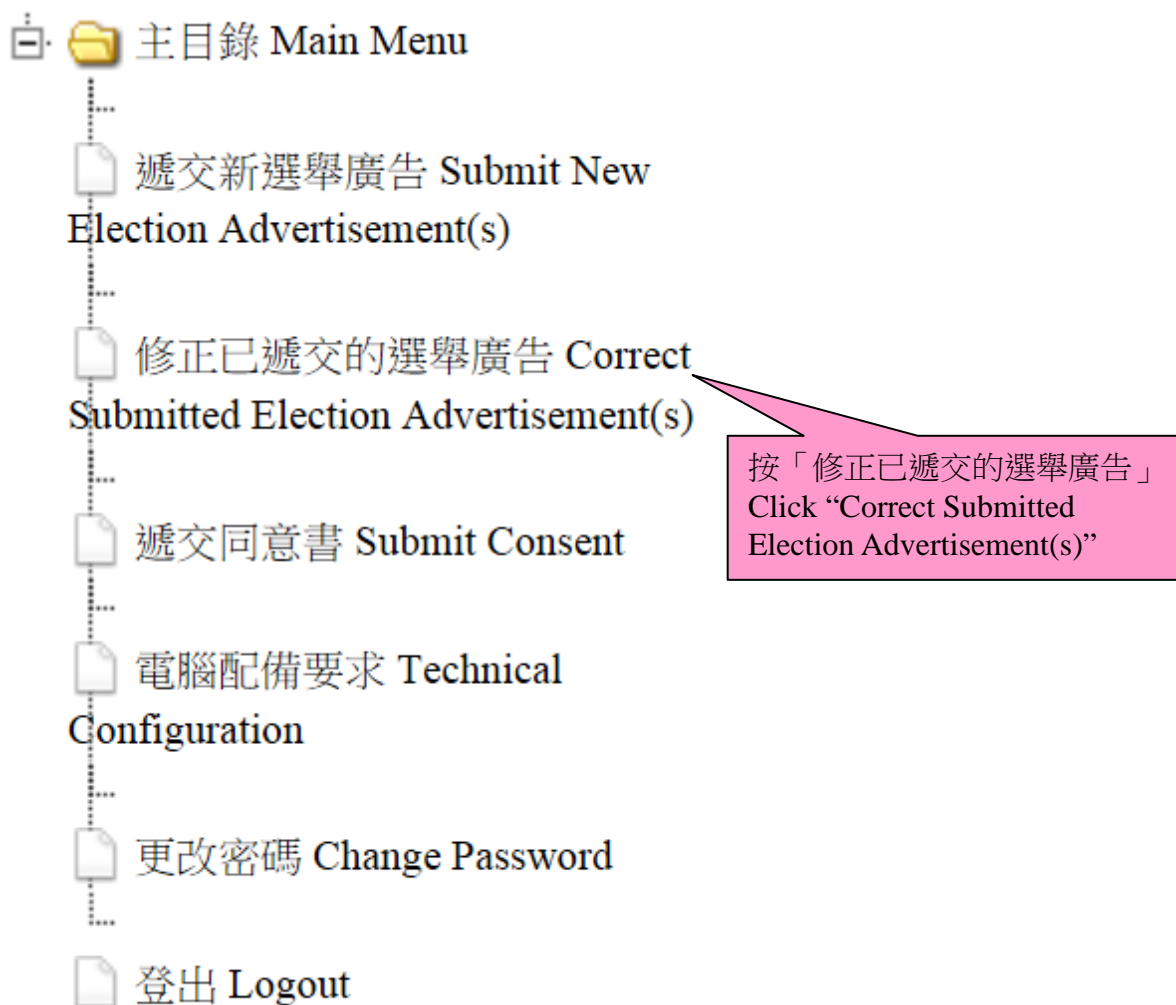 主目錄 Main Menu
遞交新選舉廣告 Submit New
Election Advertisement(s)
修正已遞交的選舉廣告 Correct
Submitted Election Advertisement(s)
按「修正已遞交的選舉廣告」
Click “Correct Submitted
Election Advertisement(s)”
遞交同意書 Submit Consent
電腦配備要求 Technical
Configuration
更改密碼 Change Password
登出 Logout